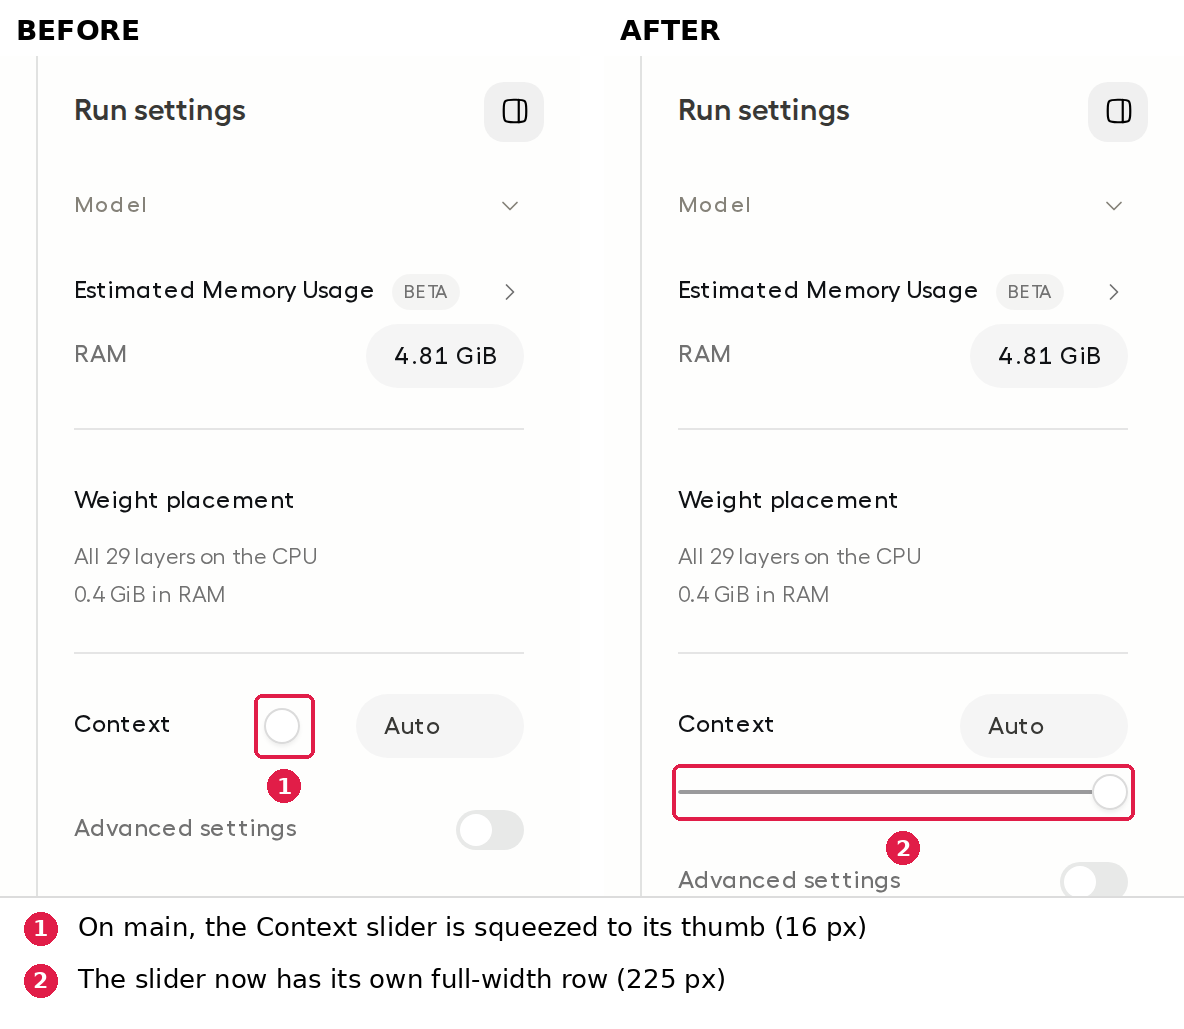 BEFORE
Run settings
Model
Estimated Memory Usage BETA
RAM 4.81 GiB
Weight placement
All 29 layers on the CPU
0.4 GiB in RAM
Context Auto
1
Advanced settings
AFTER
Run settings
Model
Estimated Memory Usage BETA
RAM 4.81 GiB
Weight placement
All 29 layers on the CPU
0.4 GiB in RAM
Context Auto
2
Advanced settings
1 On main, the Context slider is squeezed to its thumb (16 px)
2 The slider now has its own full-width row (225 px)